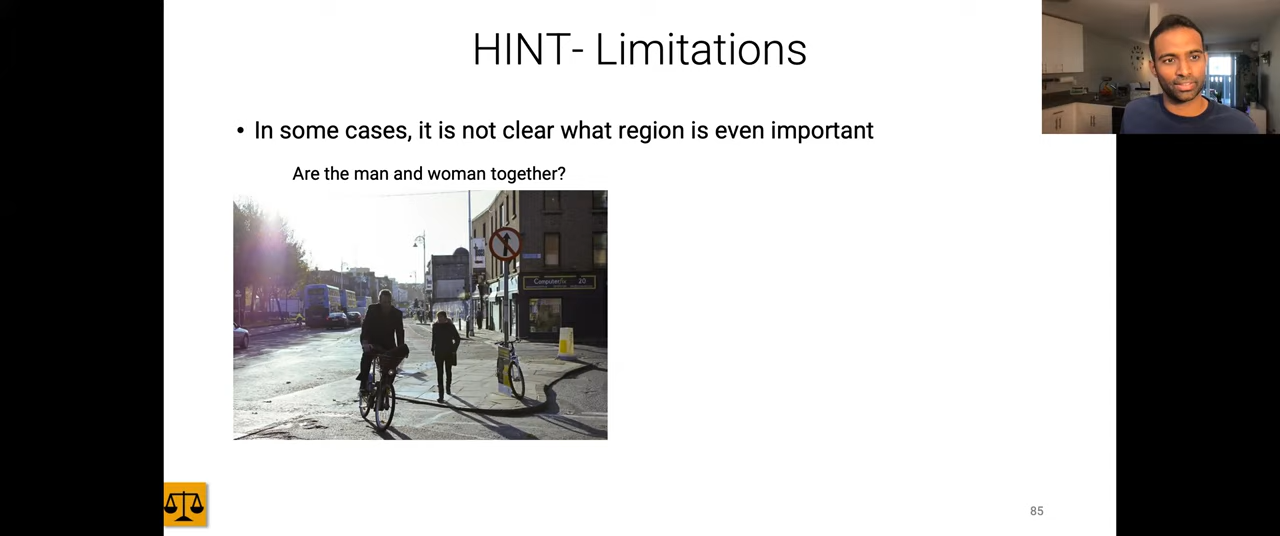 HINT- Limitations
• In some cases, it is not clear what region is even important
Are the man and woman together?
20
85